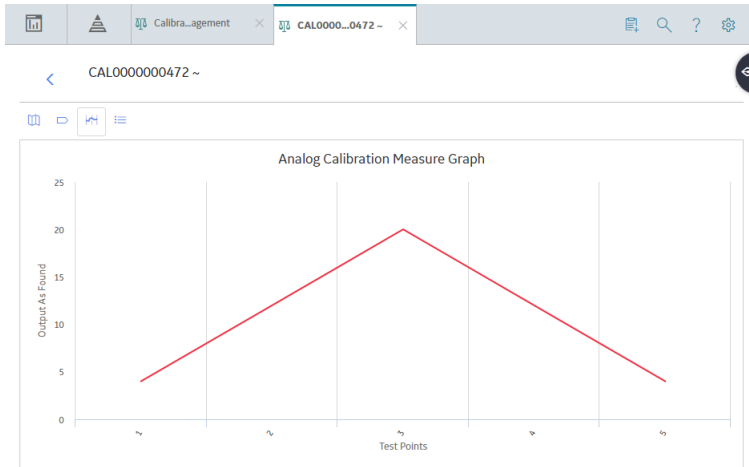 Calibra...agement
CAL0000...0472 ~
CAL0000000472 ~
Analog Calibration Measure Graph
Output As Found
25
20
15
10
5
0
1
2
3
4
5
Test Points